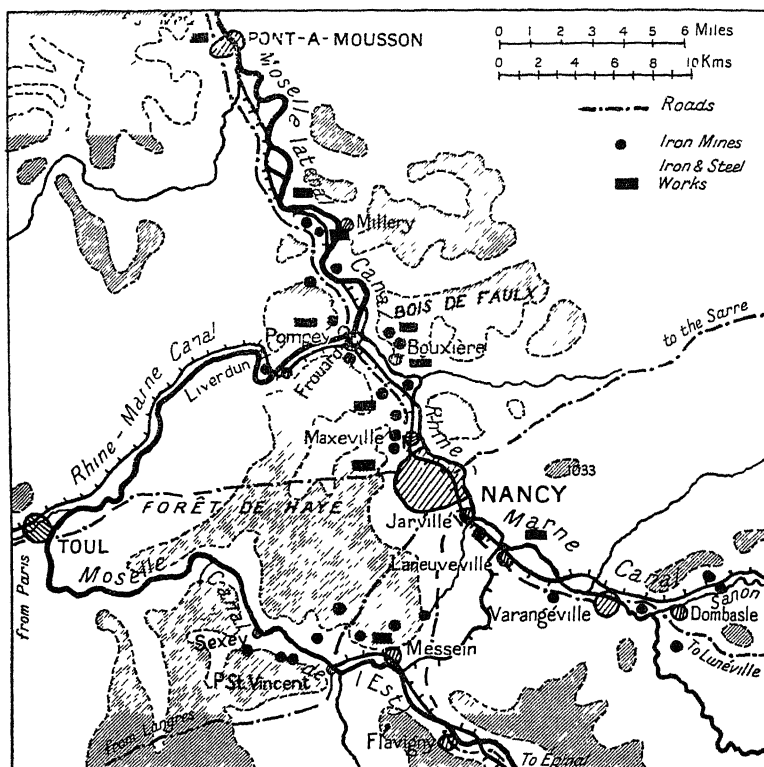 PONT-A-MOUSSON
0 1 2 3 4 5 6 Miles
0 2 4 6 8 10 Kms
Roads
Iron Mines
Iron & Steel
Works
Moselle lateral
Canal
Millery
BOIS DE FAULX
to the Sarre
Pompey
Bouxière
Frouard
Liverdun
Rhine-Marne Canal
Rhine
Maxeville
1033
NANCY
FORÊT DE HAYE
Jarville
Marne
Canal
TOUL
Moselle
Laneuveville
from Paris
Canal
de
l'Est
Varangéville
Sanon
Dombasle
Sexey
Messein
To Lunéville
Pt St. Vincent
from Langres
Flavigny
To Epinal